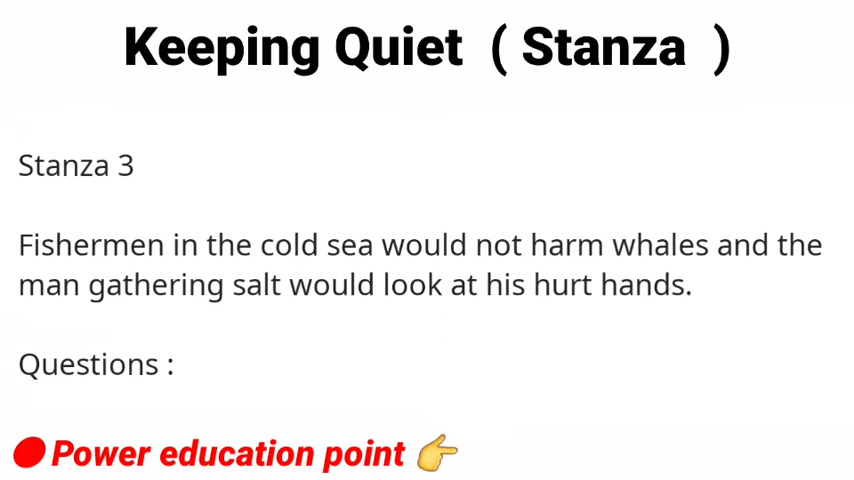 Keeping Quiet ( Stanza )
Stanza 3
Fishermen in the cold sea would not harm whales and the
man gathering salt would look at his hurt hands.
Questions :
Power education point